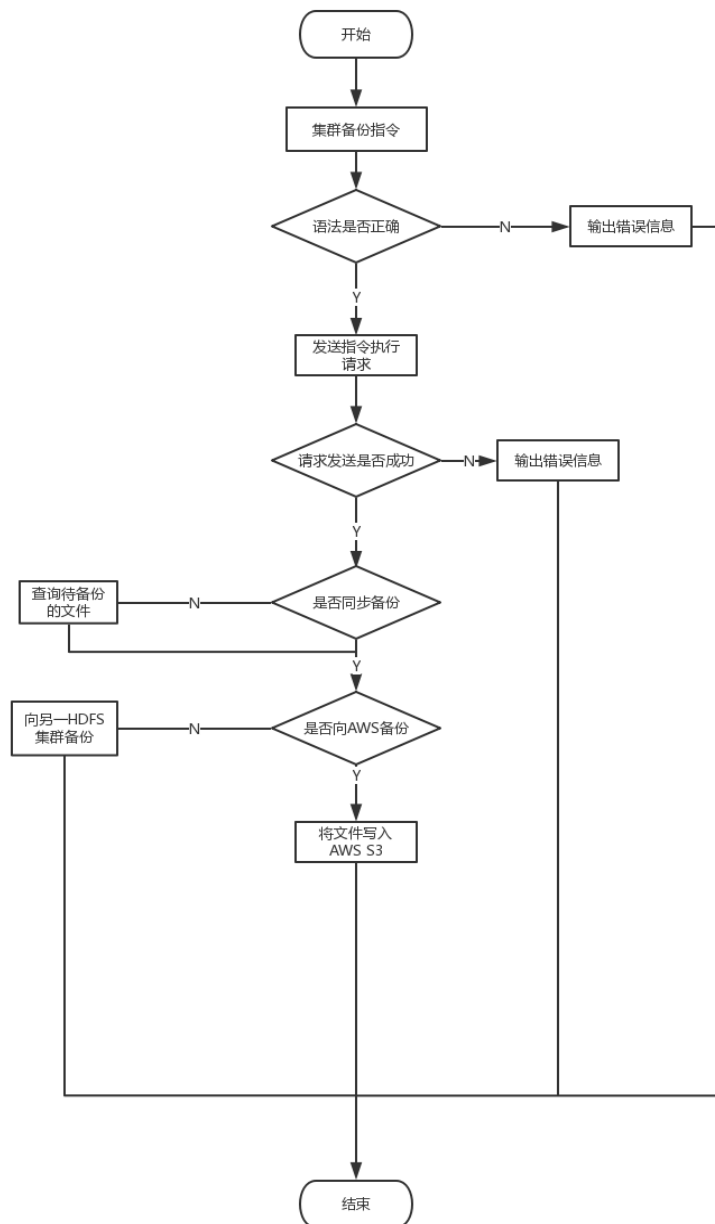 开始
集群备份指令
语法是否正确
N
输出错误信息
Y
发送指令执行
请求
请求发送是否成功
N
输出错误信息
Y
查询待备份
的文件
N
是否同步备份
Y
向另一HDFS
集群备份
N
是否向AWS备份
Y
将文件写入
AWS S3
结束